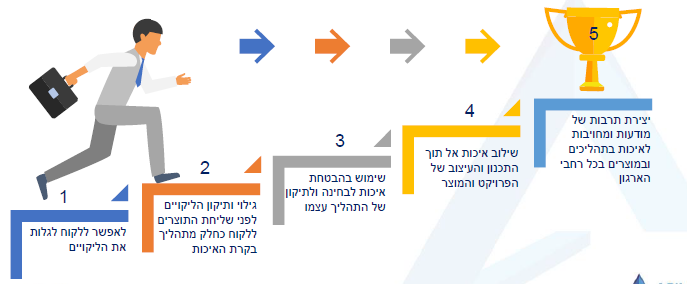 1
לאפשר ללקוח לגלות
את הליקויים
2
גילוי ותיקון הליקויים
לפני שליחת התוצרים
ללקוח כחלק מתהליך
בקרת האיכות
3
שימוש בהבטחת
איכות לבחינה ולתיקון
של התהליך עצמו
4
שילוב איכות אל תוך
התכנון והעיצוב של
הפרויקט והמוצר
5
יצירת תרבות של
מודעות ומחויבות
לאיכות בתהליכים
ובמוצרים בכל רחבי
הארגון